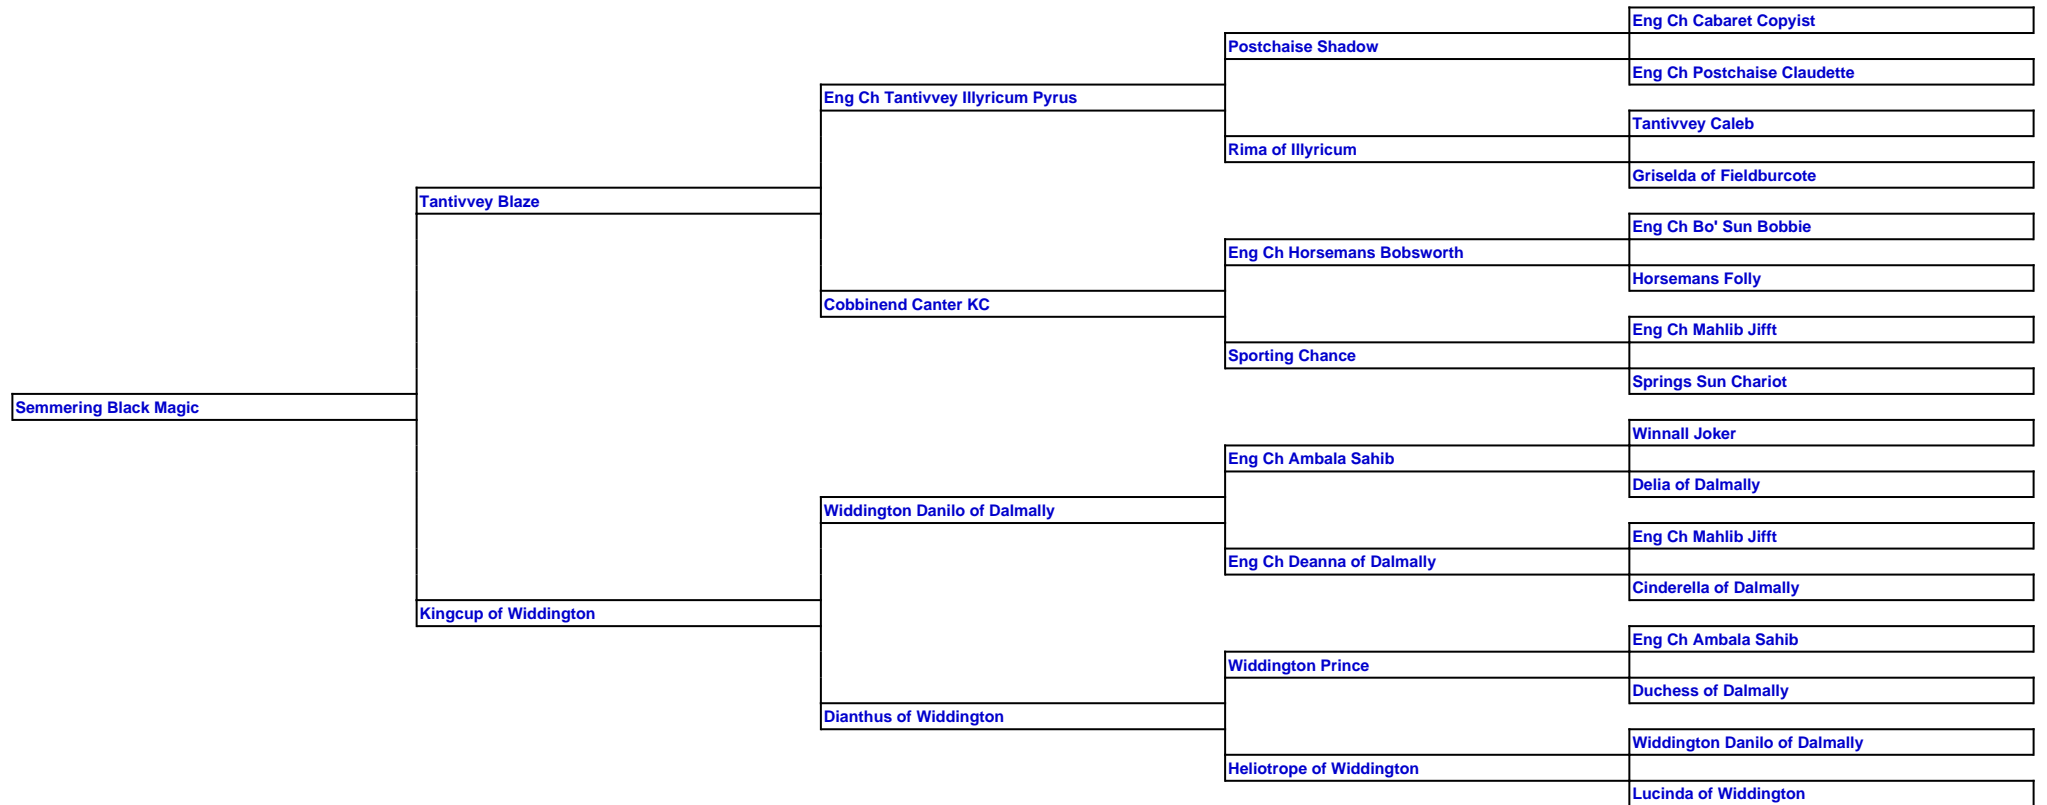 Eng Ch Cabaret Copyist
Postchaise Shadow
Eng Ch Postchaise Claudette
Eng Ch Tantivvey Illyricum Pyrus
Tantivvey Caleb
Rima of Illyricum
Griselda of Fieldburcote
Tantivvey Blaze
Eng Ch Bo' Sun Bobbie
Eng Ch Horsemans Bobsworth
Horsemans Folly
Cobbinend Canter KC
Eng Ch Mahlib Jifft
Sporting Chance
Springs Sun Chariot
Semmering Black Magic
Winnall Joker
Eng Ch Ambala Sahib
Delia of Dalmally
Widdington Danilo of Dalmally
Eng Ch Mahlib Jifft
Eng Ch Deanna of Dalmally
Cinderella of Dalmally
Kingcup of Widdington
Eng Ch Ambala Sahib
Widdington Prince
Duchess of Dalmally
Dianthus of Widdington
Widdington Danilo of Dalmally
Heliotrope of Widdington
Lucinda of Widdington